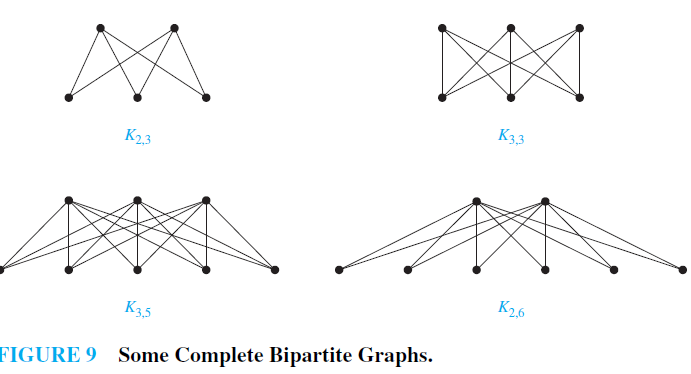 K2,3
K3,3
K3,5
K2,6
FIGURE 9 Some Complete Bipartite Graphs.